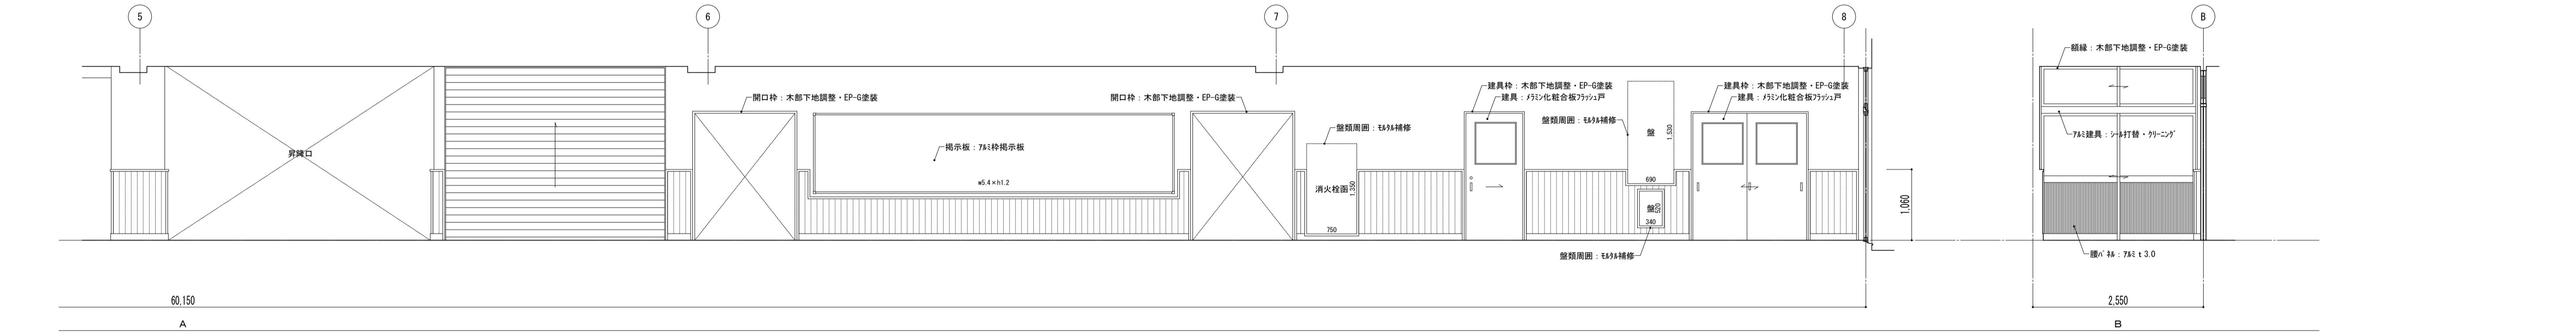 5
6
7
8
B
額縁：木部下地調整・EP-G塗装
建具枠：木部下地調整・EP-G塗装
建具枠：木部下地調整・EP-G塗装
開口枠：木部下地調整・EP-G塗装
開口枠：木部下地調整・EP-G塗装
建具：ﾒﾗﾐﾝ化粧合板ﾌﾗｯｼｭ戸
建具：ﾒﾗﾐﾝ化粧合板ﾌﾗｯｼｭ戸
盤類周囲：ﾓﾙﾀﾙ補修
盤類周囲：ﾓﾙﾀﾙ補修
盤
1,530
ｱﾙﾐ建具：ｼｰﾙ打替・ｸﾘｰﾆﾝｸﾞ
昇降口
掲示板：ｱﾙﾐ枠掲示板
w5.4×h1.2
消火栓函
1,350
690
盤
520
340
750
1,060
盤類周囲：ﾓﾙﾀﾙ補修
腰ﾊﾟﾈﾙ：ｱﾙﾐｔ3.0
60,150
2,550
A
B